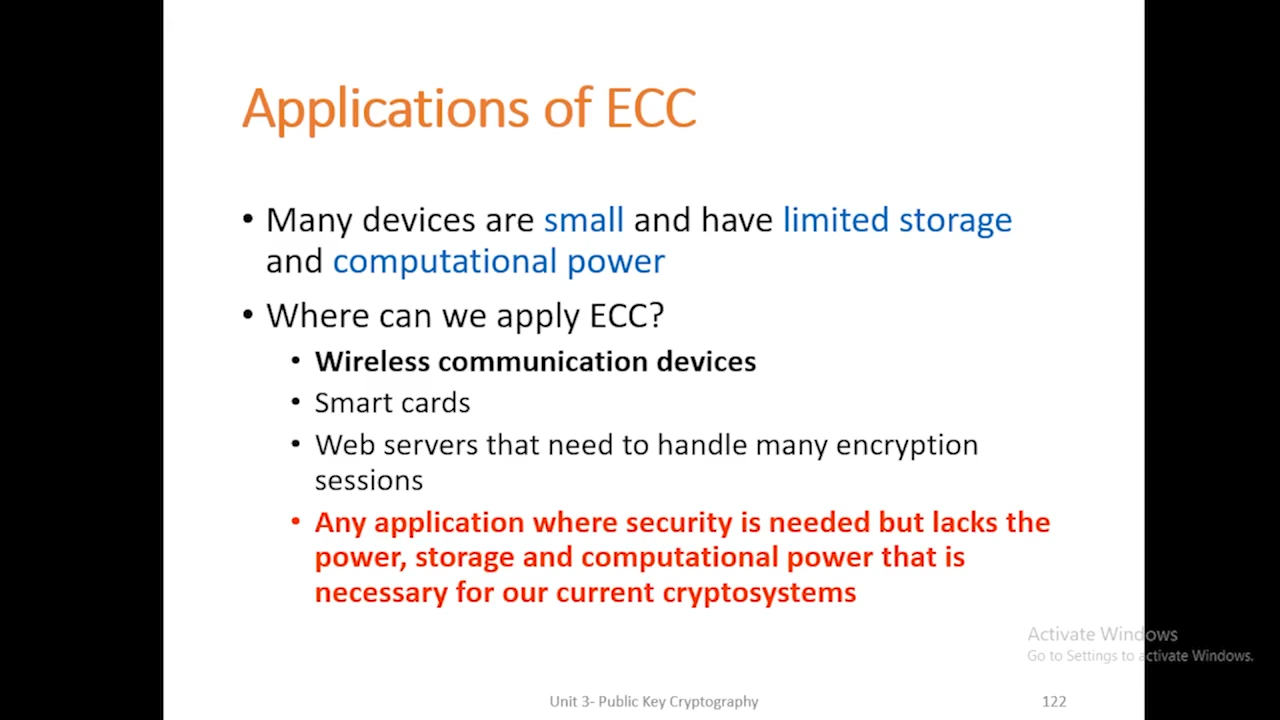 Applications of ECC
• Many devices are small and have limited storage
and computational power
• Where can we apply ECC?
• Wireless communication devices
• Smart cards
• Web servers that need to handle many encryption
sessions
• Any application where security is needed but lacks the
power, storage and computational power that is
necessary for our current cryptosystems
Activate Windows
Go to Settings to activate Windows.
Unit 3- Public Key Cryptography
122